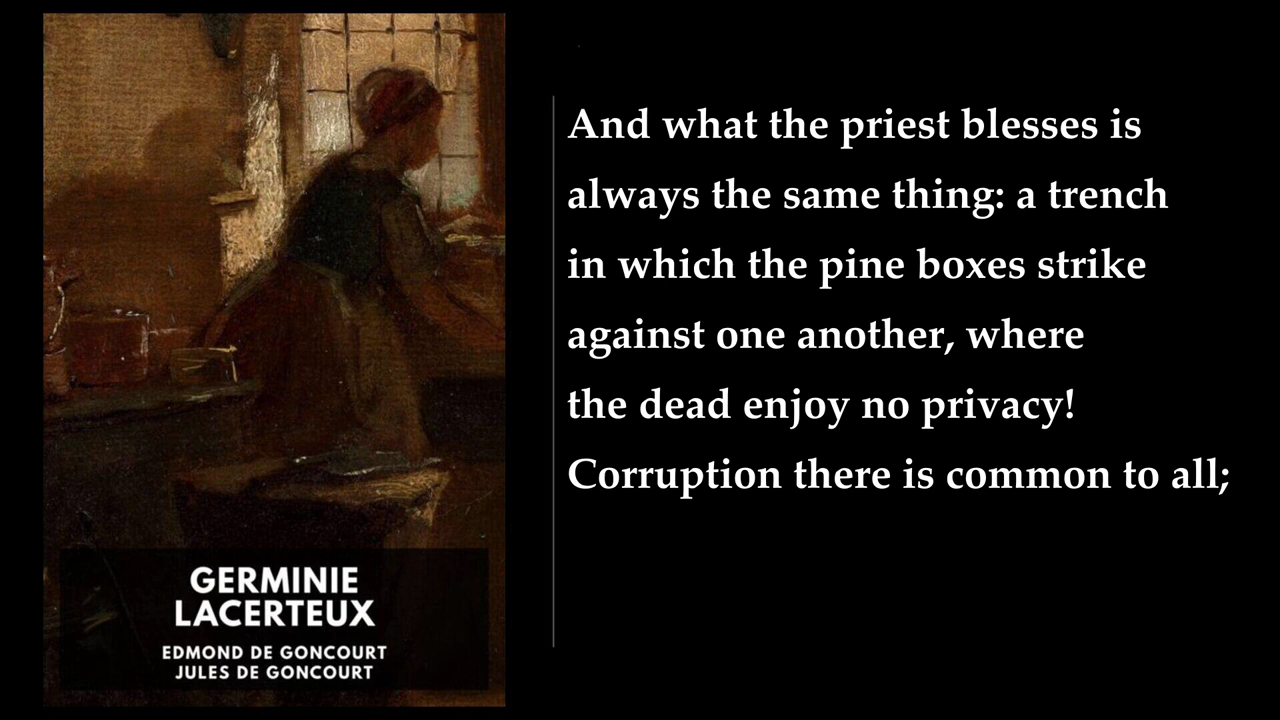 And what the priest blesses is
always the same thing: a trench
in which the pine boxes strike
against one another, where
the dead enjoy no privacy!
Corruption there is common to all;
GERMINIE
LACERTEUX
EDMOND DE GONCOURT
JULES DE GONCOURT